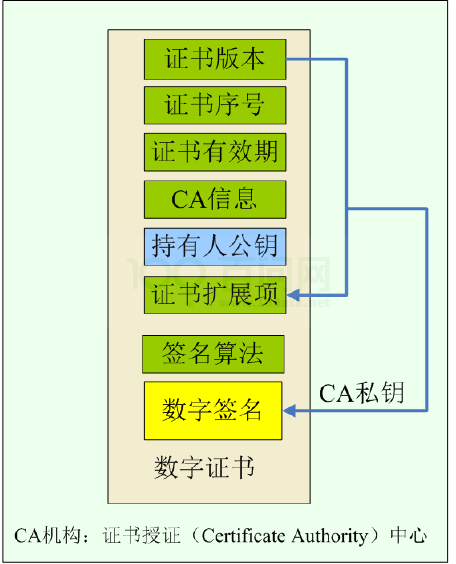 证书版本
证书序号
证书有效期
CA信息
持有人公钥
证书扩展项
签名算法
数字签名
CA私钥
数字证书
CA机构：证书授证（Certificate Authority）中心